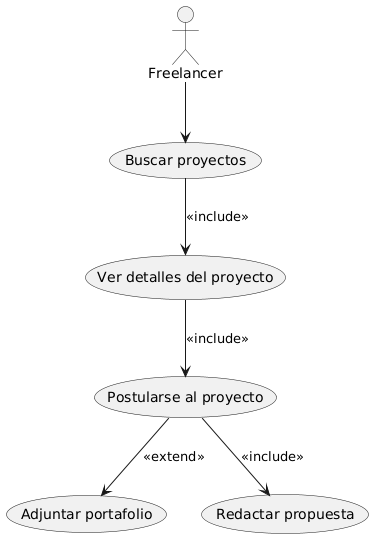 Freelancer
Buscar proyectos
«include»
Ver detalles del proyecto
«include»
Postularse al proyecto
«extend»
«include»
Adjuntar portafolio
Redactar propuesta